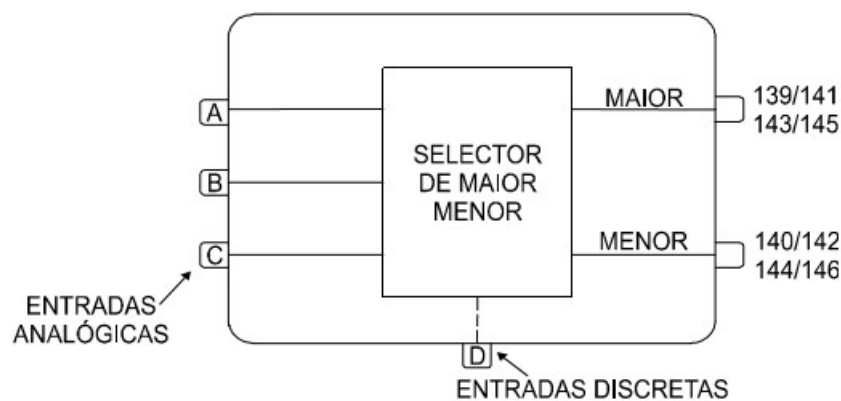 A
B
C
SELECTOR
DE MAIOR
MENOR
MAIOR
139/141
143/145
MENOR
140/142
144/146
ENTRADAS
ANALÓGICAS
D
ENTRADAS DISCRETAS